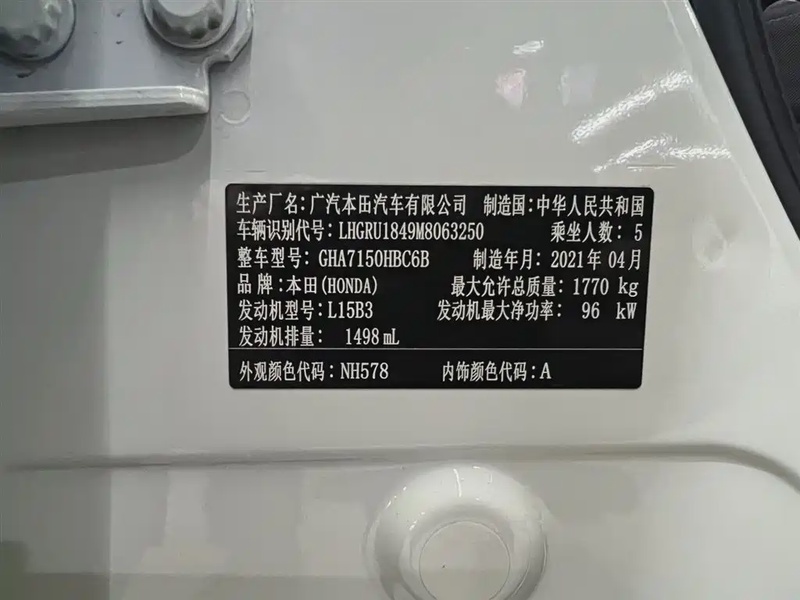 生产厂名：广汽本田汽车有限公司 制造国：中华人民共和国
车辆识别代号：LHGRU1849M8063250 乘坐人数：5
整车型号：GHA7150HBC6B 制造年月：2021年04月
品牌：本田(HONDA) 最大允许总质量：1770 kg
发动机型号：L15B3 发动机最大净功率：96 kW
发动机排量：1498mL
外观颜色代码：NH578 内饰颜色代码：A